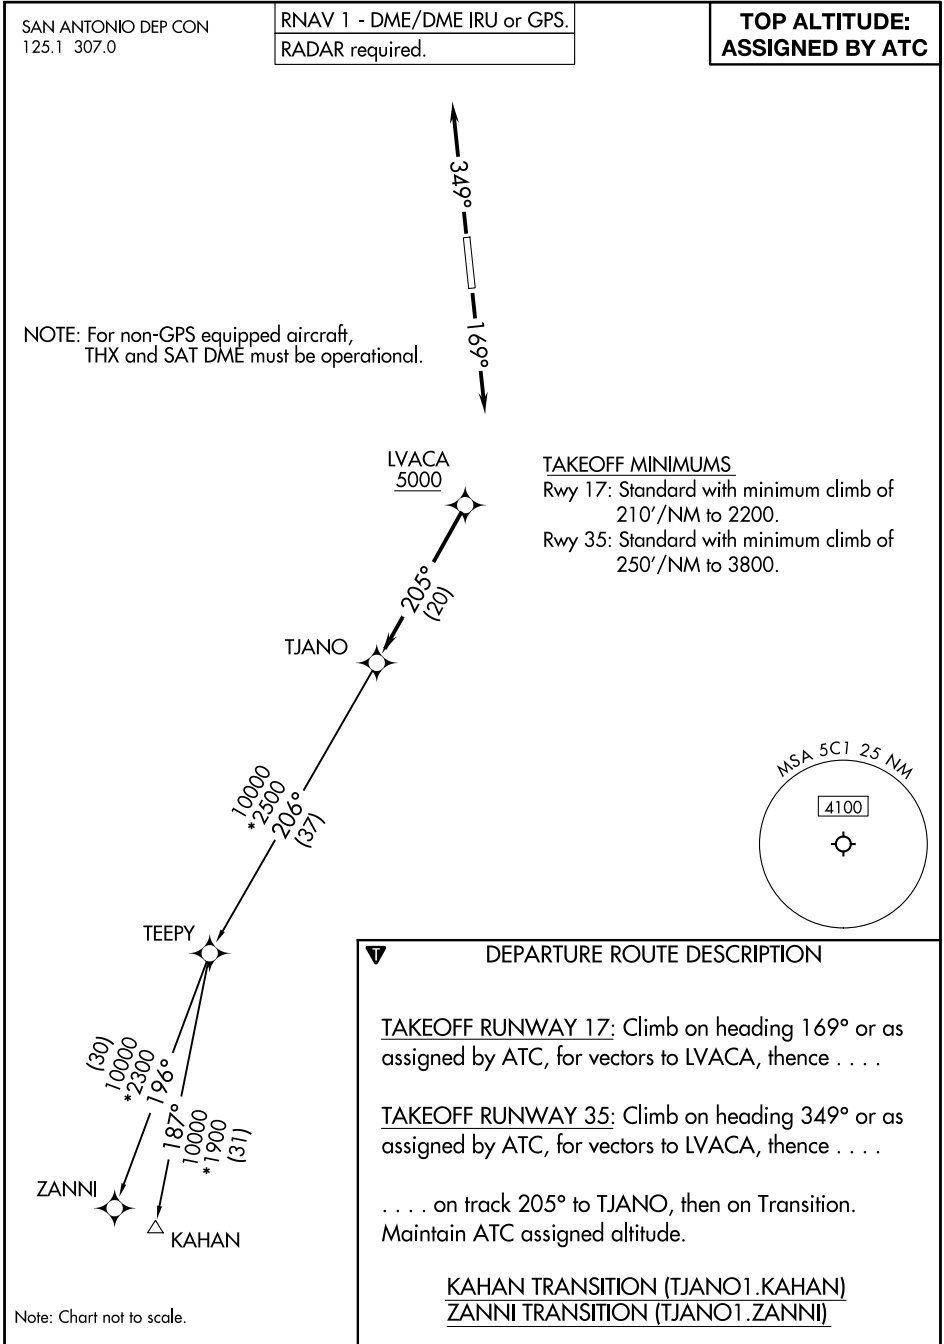 SAN ANTONIO DEP CON
125.1 307.0
RNAV 1 - DME/DME IRU or GPS.
RADAR required.
TOP ALTITUDE:
ASSIGNED BY ATC
349°
169°
NOTE: For non-GPS equipped aircraft,
THX and SAT DME must be operational.
LVACA
5000
TAKEOFF MINIMUMS
Rwy 17: Standard with minimum climb of
210'/NM to 2200.
Rwy 35: Standard with minimum climb of
250'/NM to 3800.
205°
(20)
TJANO
10000
*2500
206°
(37)
MSA 5C1 25 NM
4100
TEEPY
(30)
10000
*2300
196°
187°
10000
*1900
(31)
ZANNI
KAHAN
Note: Chart not to scale.
T
DEPARTURE ROUTE DESCRIPTION
TAKEOFF RUNWAY 17: Climb on heading 169° or as
assigned by ATC, for vectors to LVACA, thence . . . .
TAKEOFF RUNWAY 35: Climb on heading 349° or as
assigned by ATC, for vectors to LVACA, thence . . . .
. . . . on track 205° to TJANO, then on Transition.
Maintain ATC assigned altitude.
KAHAN TRANSITION (TJANO1.KAHAN)
ZANNI TRANSITION (TJANO1.ZANNI)